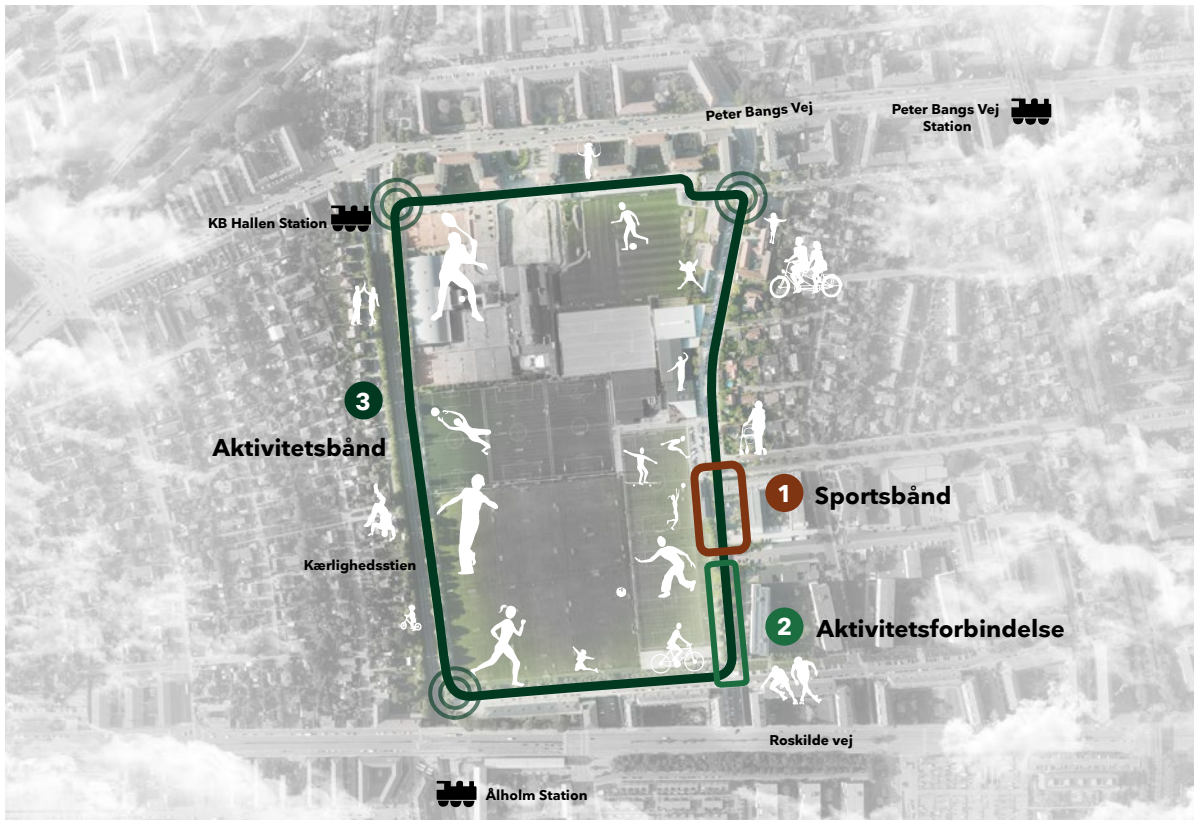 Peter Bangs Vej
Peter Bangs Vej
Station
KB Hallen Station
3
Aktivitetsbånd
1
Sportsbånd
Kærlighedsstien
2
Aktivitetsforbindelse
Roskilde vej
Ålholm Station